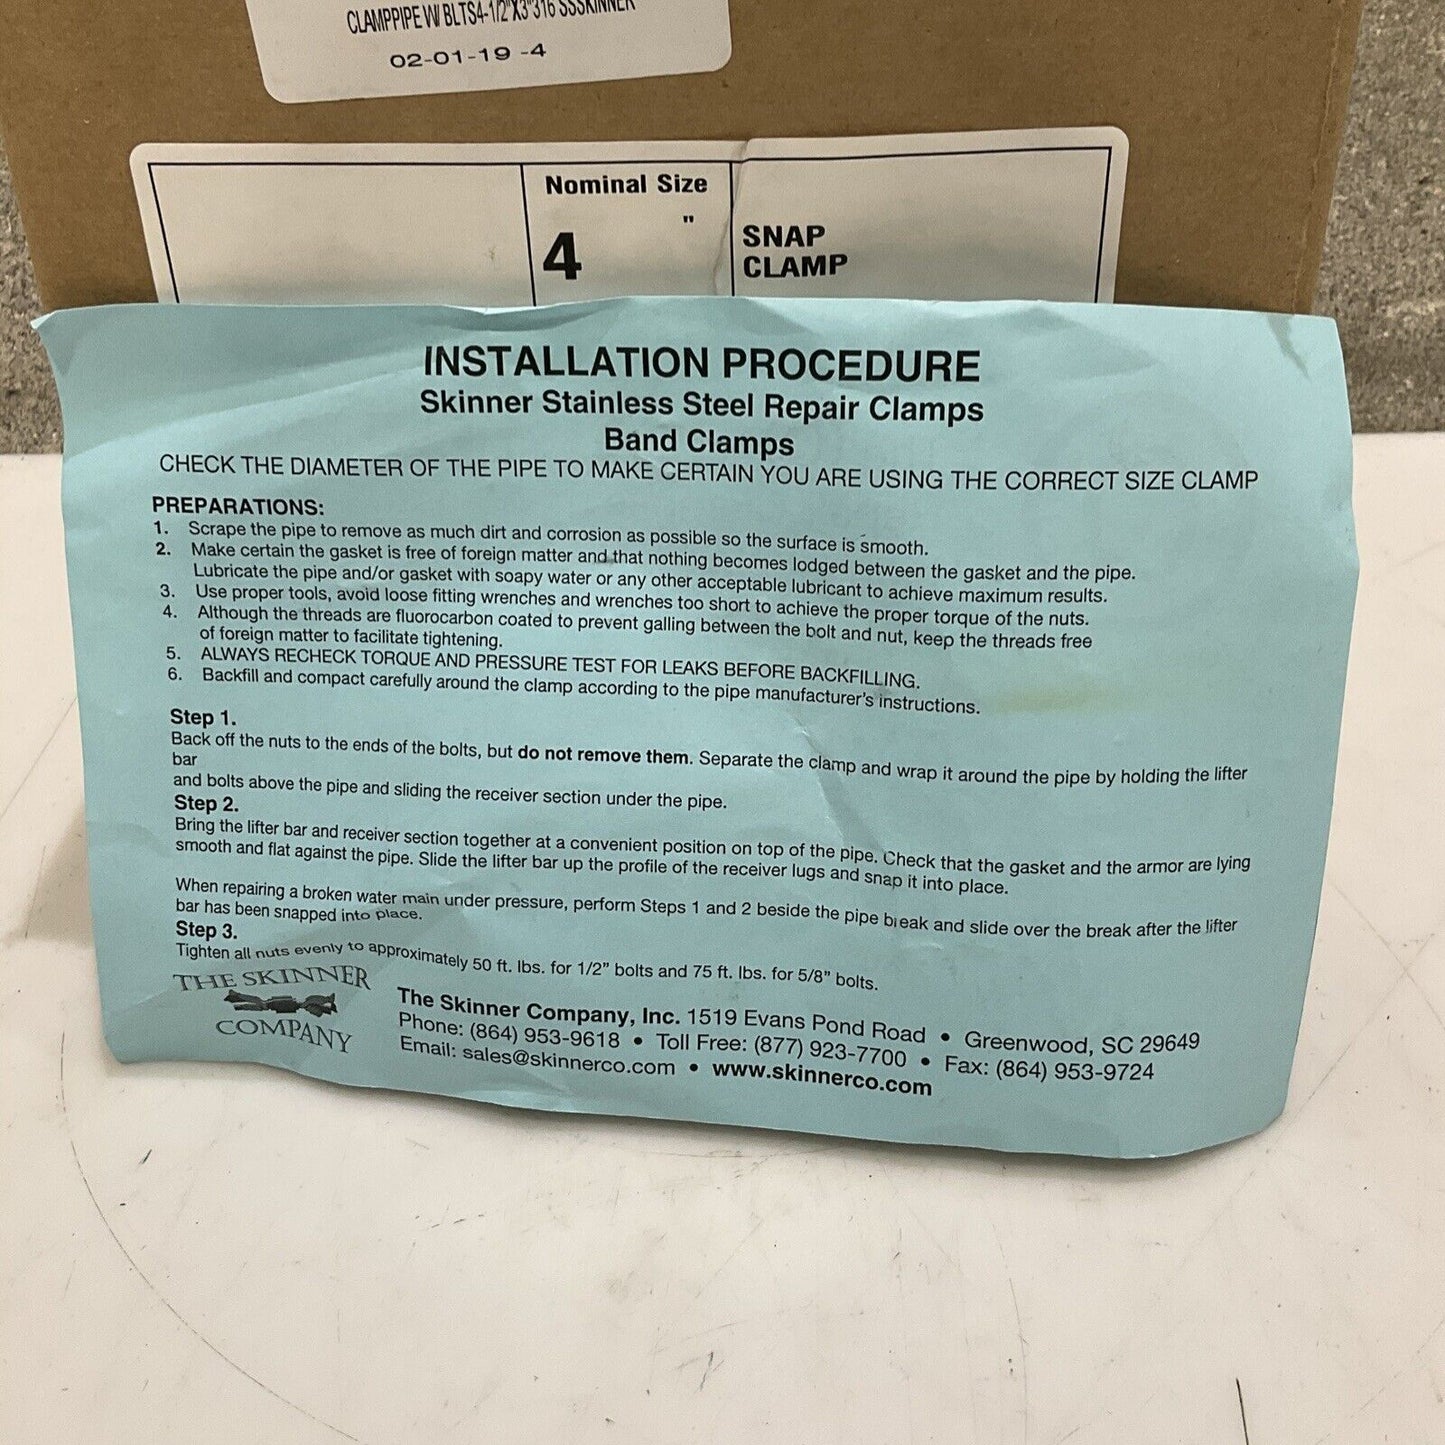 CLAMPPIPE W/ BLTS4-1/2"X3"316 SSSKINNER
02-01-19 -4
Nominal Size
"
4
SNAP
CLAMP
INSTALLATION PROCEDURE
Skinner Stainless Steel Repair Clamps
Band Clamps
CHECK THE DIAMETER OF THE PIPE TO MAKE CERTAIN YOU ARE USING THE CORRECT SIZE CLAMP
PREPARATIONS:
1. Scrape the pipe to remove as much dirt and corrosion as possible so the surface is smooth.
2. Make certain the gasket is free of foreign matter and that nothing becomes lodged between the gasket and the pipe.
Lubricate the pipe and/or gasket with soapy water or any other acceptable lubricant to achieve maximum results.
3. Use proper tools, avoid loose fitting wrenches and wrenches too short to achieve the proper torque of the nuts.
4. Although the threads are fluorocarbon coated to prevent galling between the bolt and nut, keep the threads free
of foreign matter to facilitate tightening.
5. ALWAYS RECHECK TORQUE AND PRESSURE TEST FOR LEAKS BEFORE BACKFILLING.
6. Backfill and compact carefully around the clamp according to the pipe manufacturer's instructions.
Step 1.
Back off the nuts to the ends of the bolts, but do not remove them. Separate the clamp and wrap it around the pipe by holding the lifter
bar
and bolts above the pipe and sliding the receiver section under the pipe.
Step 2.
Bring the lifter bar and receiver section together at a convenient position on top of the pipe. Check that the gasket and the armor are lying
smooth and flat against the pipe. Slide the lifter bar up the profile of the receiver lugs and snap it into place.
When repairing a broken water main under pressure, perform Steps 1 and 2 beside the pipe break and slide over the break after the lifter
bar has been snapped into place.
Step 3.
Tighten all nuts evenly to approximately 50 ft. lbs. for 1/2" bolts and 75 ft. lbs. for 5/8" bolts.
THE SKINNER
COMPANY
The Skinner Company, Inc. 1519 Evans Pond Road • Greenwood, SC 29649
Phone: (864) 953-9618 • Toll Free: (877) 923-7700 • Fax: (864) 953-9724
Email: sales@skinnerco.com • www.skinnerco.com